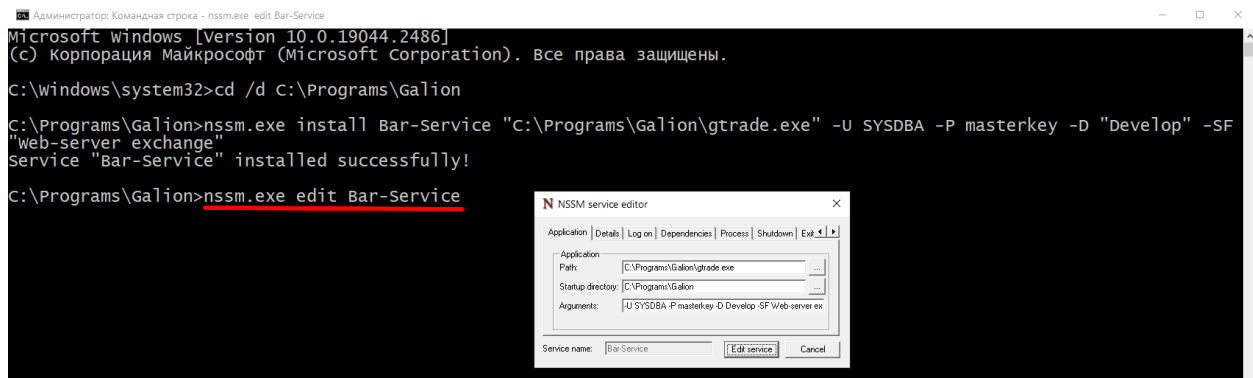 Администратор: Командная строка - nssm.exe edit Bar-Service
Microsoft Windows [Version 10.0.19044.2486]
(c) Корпорация Майкрософт (Microsoft Corporation). Все права защищены.
C:\Windows\system32>cd /d C:\Programs\Galion
C:\Programs\Galion>nssm.exe install Bar-Service "C:\Programs\Galion\gtrade.exe" -U SYSDBA -P masterkey -D "Develop" -SF
"Web-server exchange"
Service "Bar-Service" installed successfully!
C:\Programs\Galion>nssm.exe edit Bar-Service
NSSM service editor
Application Details Log on Dependencies Process Shutdown Exit
Application
Path: C:\Programs\Galion\gtrade.exe ...
Startup directory: C:\Programs\Galion ...
Arguments: -U SYSDBA -P masterkey -D Develop -SF Web-server ex
Service name: Bar-Service Edit service Cancel